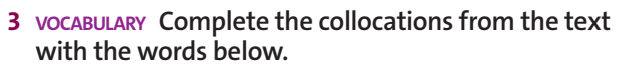 3 VOCABULARY Complete the collocations from the text
with the words below.